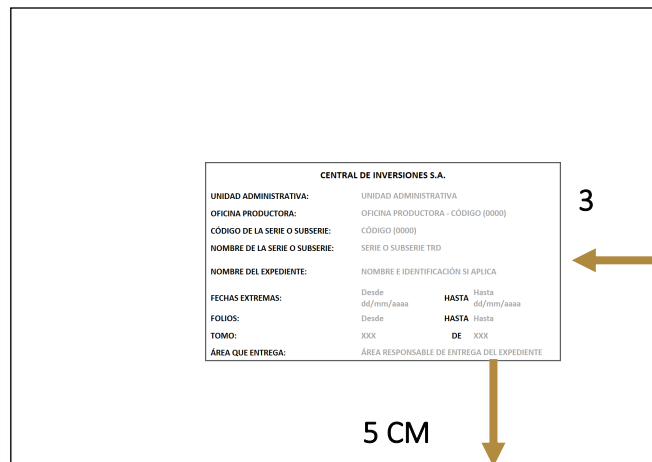 CENTRAL DE INVERSIONES S.A.
UNIDAD ADMINISTRATIVA: UNIDAD ADMINISTRATIVA
OFICINA PRODUCTORA: OFICINA PRODUCTORA - CÓDIGO (0000)
CÓDIGO DE LA SERIE O SUBSERIE: CÓDIGO (0000)
NOMBRE DE LA SERIE O SUBSERIE: SERIE O SUBSERIE TRD
NOMBRE DEL EXPEDIENTE: NOMBRE E IDENTIFICACIÓN SI APLICA
FECHAS EXTREMAS: Desde dd/mm/aaaa HASTA Hasta dd/mm/aaaa
FOLIOS: Desde HASTA Hasta
TOMO: XXX DE XXX
ÁREA QUE ENTREGA: ÁREA RESPONSABLE DE ENTREGA DEL EXPEDIENTE
3
5 CM